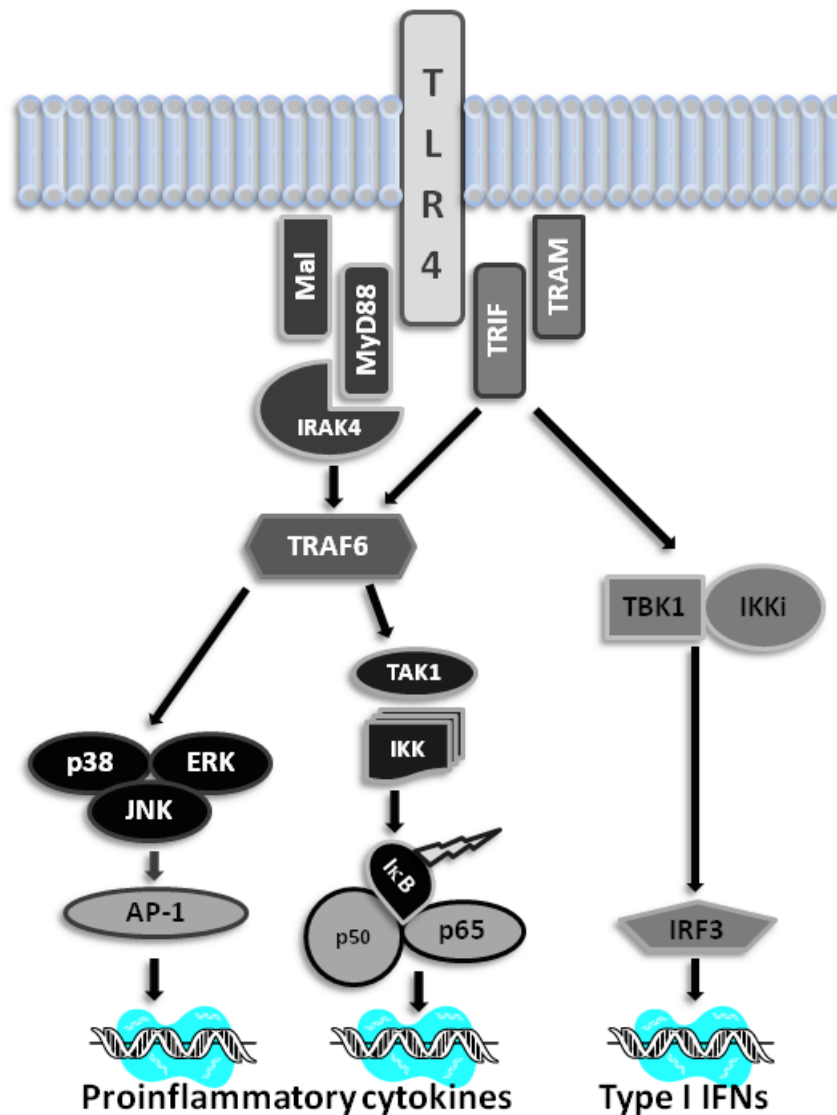 TLR4
Mal
MyD88
TRIF
TRAM
IRAK4
TRAF6
TBK1
IKKi
TAK1
IKK
p38
ERK
JNK
IκB
AP-1
p50
p65
IRF3
Proinflammatory cytokines
Type I IFNs